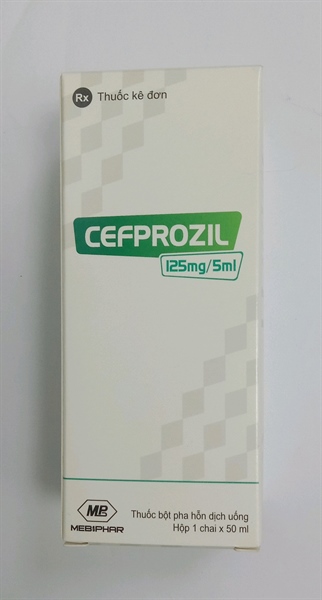 Rx Thuốc kê đơn
CEFPROZIL
125mg/5ml
MP
MEBIPHAR
Thuốc bột pha hỗn dịch uống
Hộp 1 chai x 50 ml